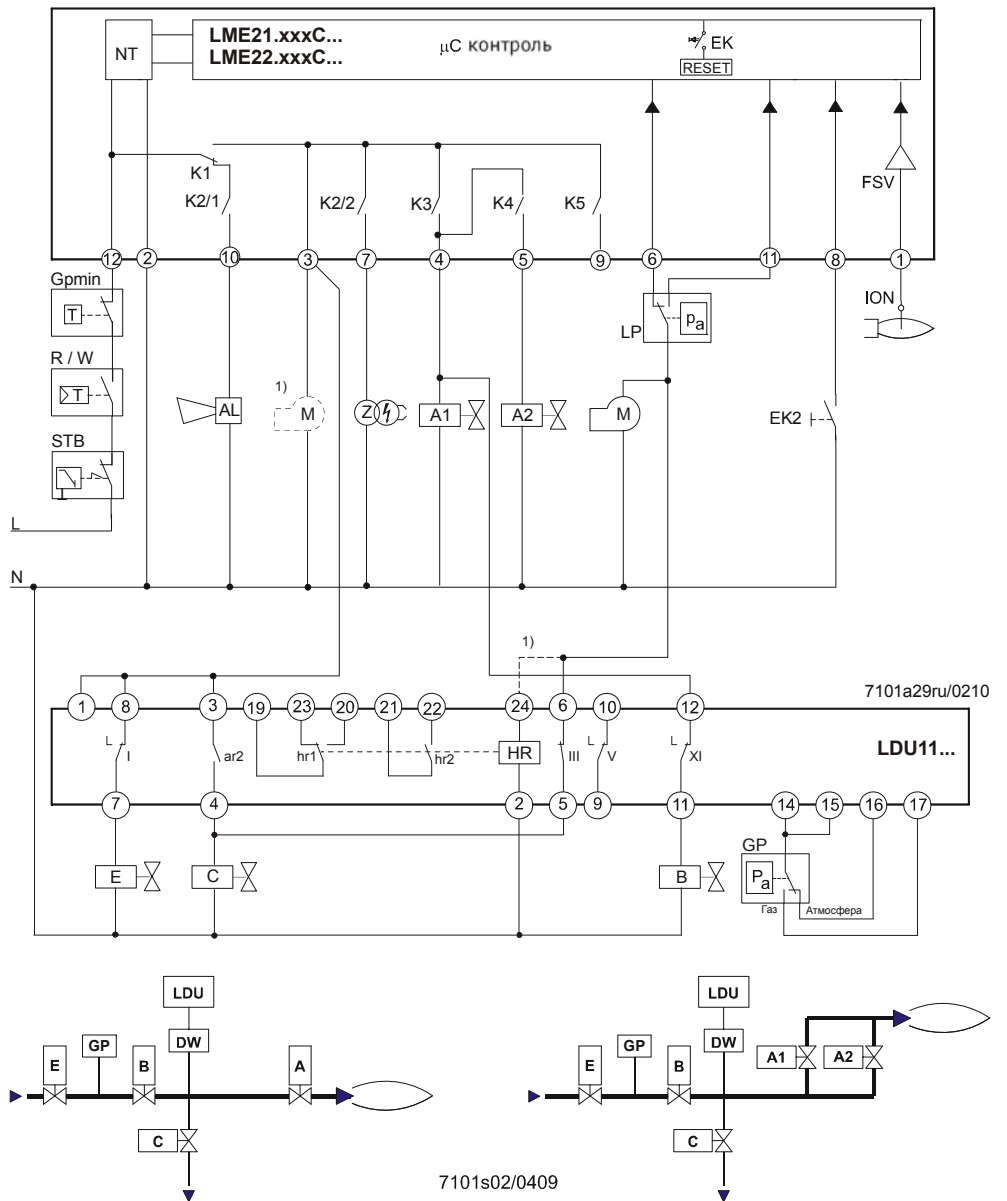 LME21.xxxC...
LME22.xxxC...
µC контроль
NT
EK
RESET
FSV
K1
K2/1
K2/2
K3
K4
K5
12
2
10
3
7
4
5
9
6
11
8
1
Gpmin
T
R / W
T
STB
L
N
AL
1)
M
Z
A1
A2
LP
pa
M
EK2
ION
1)
7101a29ru/0210
1
8
3
19
23
20
21
22
24
6
10
12
LDU11...
L
I
ar2
hr1
hr2
HR
III
L
V
L
XI
7
4
2
5
9
11
14
15
16
17
E
C
B
GP
Pa
Газ
Атмосфера
LDU
DW
E
GP
B
A
C
LDU
DW
E
GP
B
A1
A2
C
7101s02/0409